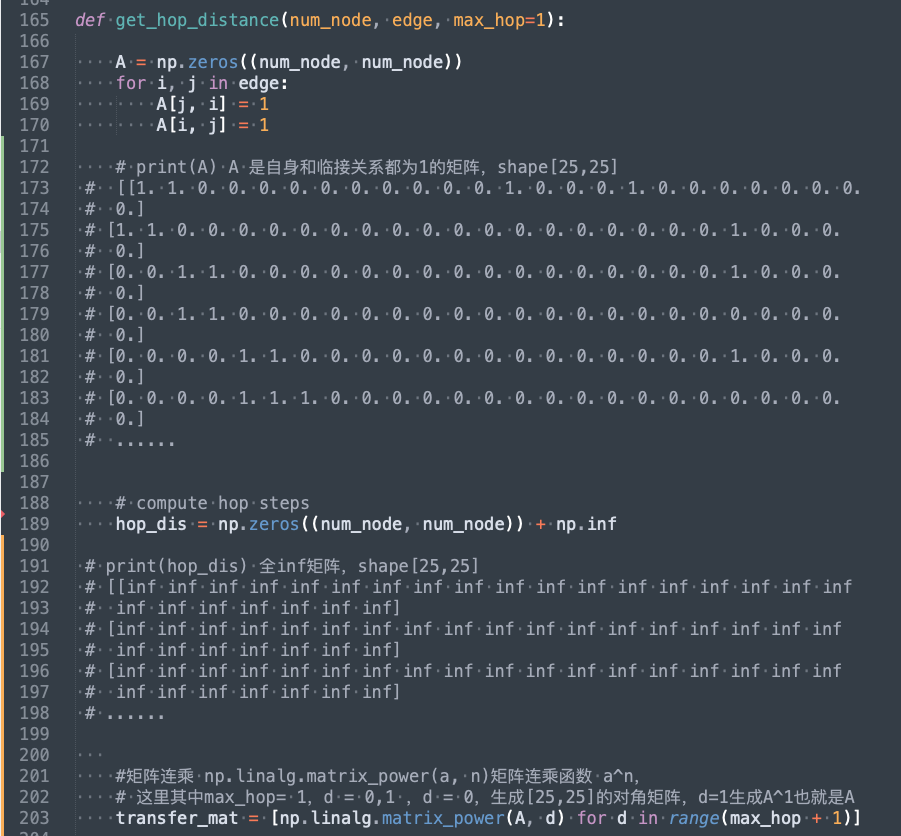 164
165 def get_hop_distance(num_node, edge, max_hop=1):
166
167 A = np.zeros((num_node, num_node))
168 for i, j in edge:
169 A[j, i] = 1
170 A[i, j] = 1
171
172 # print(A) A 是自身和临接关系都为1的矩阵，shape[25,25]
173 # [[1. 1. 0. 0. 0. 0. 0. 0. 0. 0. 0. 0. 1. 0. 0. 0. 1. 0. 0. 0. 0. 0. 0. 0.
174 # 0.]
175 # [1. 1. 0. 0. 0. 0. 0. 0. 0. 0. 0. 0. 0. 0. 0. 0. 0. 0. 0. 0. 1. 0. 0. 0.
176 # 0.]
177 # [0. 0. 1. 1. 0. 0. 0. 0. 0. 0. 0. 0. 0. 0. 0. 0. 0. 0. 0. 0. 1. 0. 0. 0.
178 # 0.]
179 # [0. 0. 1. 1. 0. 0. 0. 0. 0. 0. 0. 0. 0. 0. 0. 0. 0. 0. 0. 0. 0. 0. 0. 0.
180 # 0.]
181 # [0. 0. 0. 0. 1. 1. 0. 0. 0. 0. 0. 0. 0. 0. 0. 0. 0. 0. 0. 0. 1. 0. 0. 0.
182 # 0.]
183 # [0. 0. 0. 0. 1. 1. 1. 0. 0. 0. 0. 0. 0. 0. 0. 0. 0. 0. 0. 0. 0. 0. 0. 0.
184 # 0.]
185 # ......
186
187
188 # compute hop steps
189 hop_dis = np.zeros((num_node, num_node)) + np.inf
190
191 # print(hop_dis) 全inf矩阵，shape[25,25]
192 # [[inf inf inf inf inf inf inf inf inf inf inf inf inf inf inf inf inf inf
193 # inf inf inf inf inf inf inf]
194 # [inf inf inf inf inf inf inf inf inf inf inf inf inf inf inf inf inf inf
195 # inf inf inf inf inf inf inf]
196 # [inf inf inf inf inf inf inf inf inf inf inf inf inf inf inf inf inf inf
197 # inf inf inf inf inf inf inf]
198 # ......
199
200
201 #矩阵连乘 np.linalg.matrix_power(a, n)矩阵连乘函数 a^n，
202 # 这里其中max_hop= 1，d = 0,1 ，d = 0，生成[25,25]的对角矩阵，d=1生成A^1也就是A
203 transfer_mat = [np.linalg.matrix_power(A, d) for d in range(max_hop + 1)]